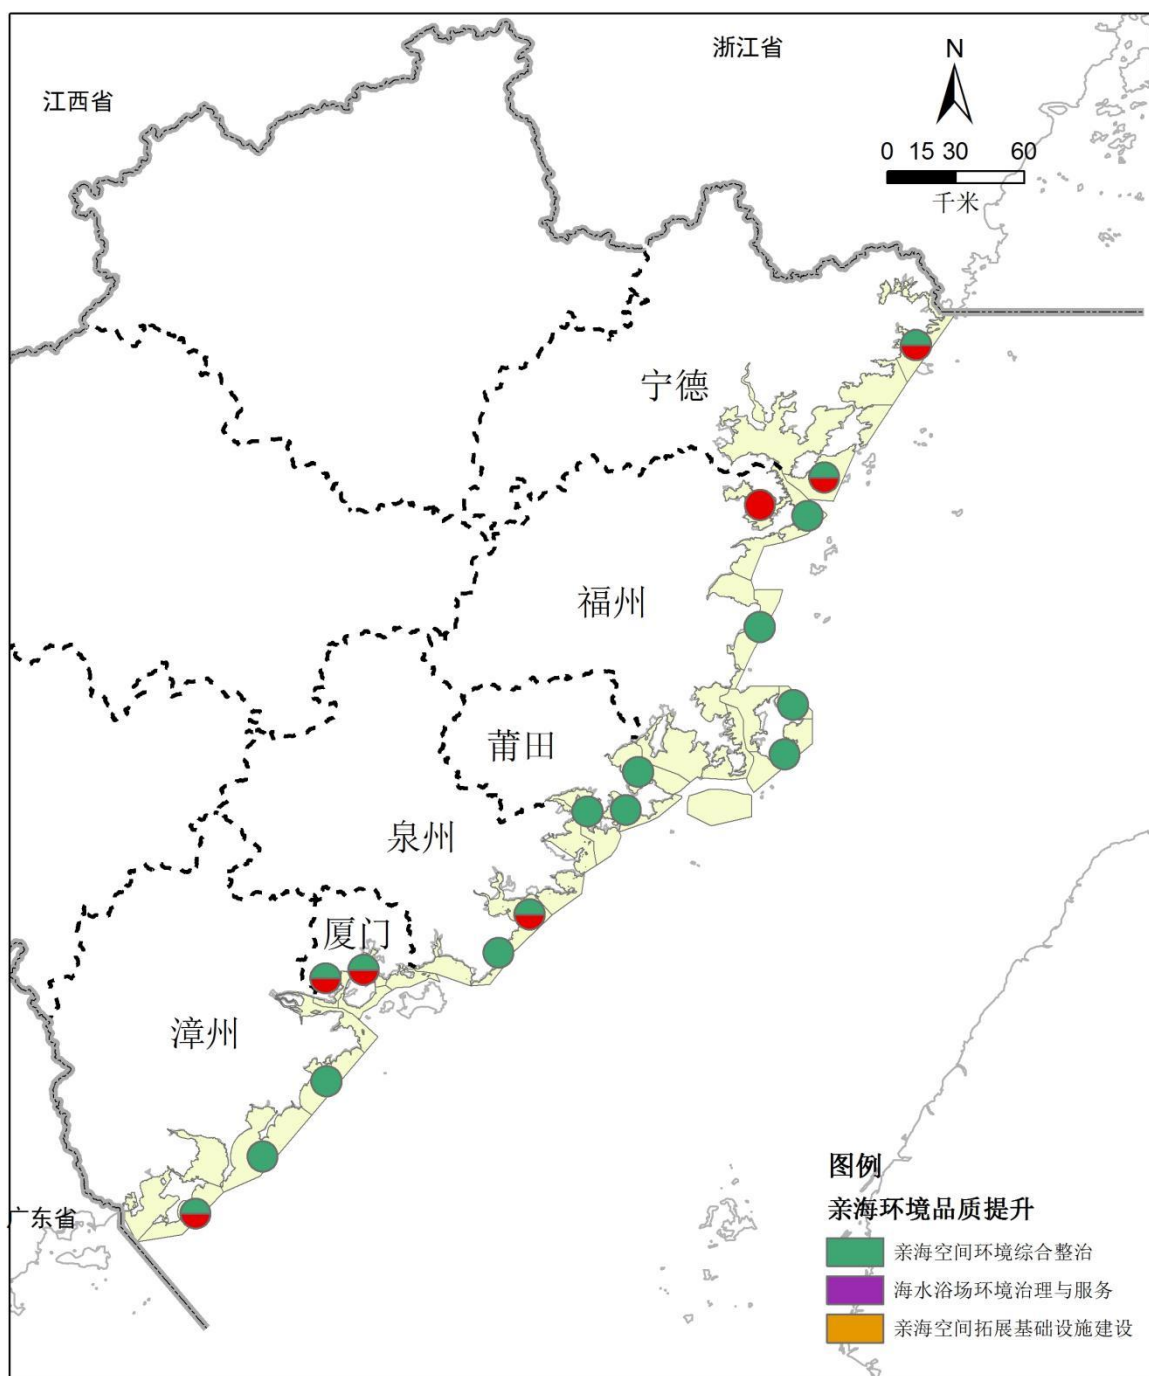 浙江省
江西省
N
0 15 30 60
千米
宁德
福州
莆田
泉州
厦门
漳州
广东省
图例
亲海环境品质提升
亲海空间环境综合整治
海水浴场环境治理与服务
亲海空间拓展基础设施建设